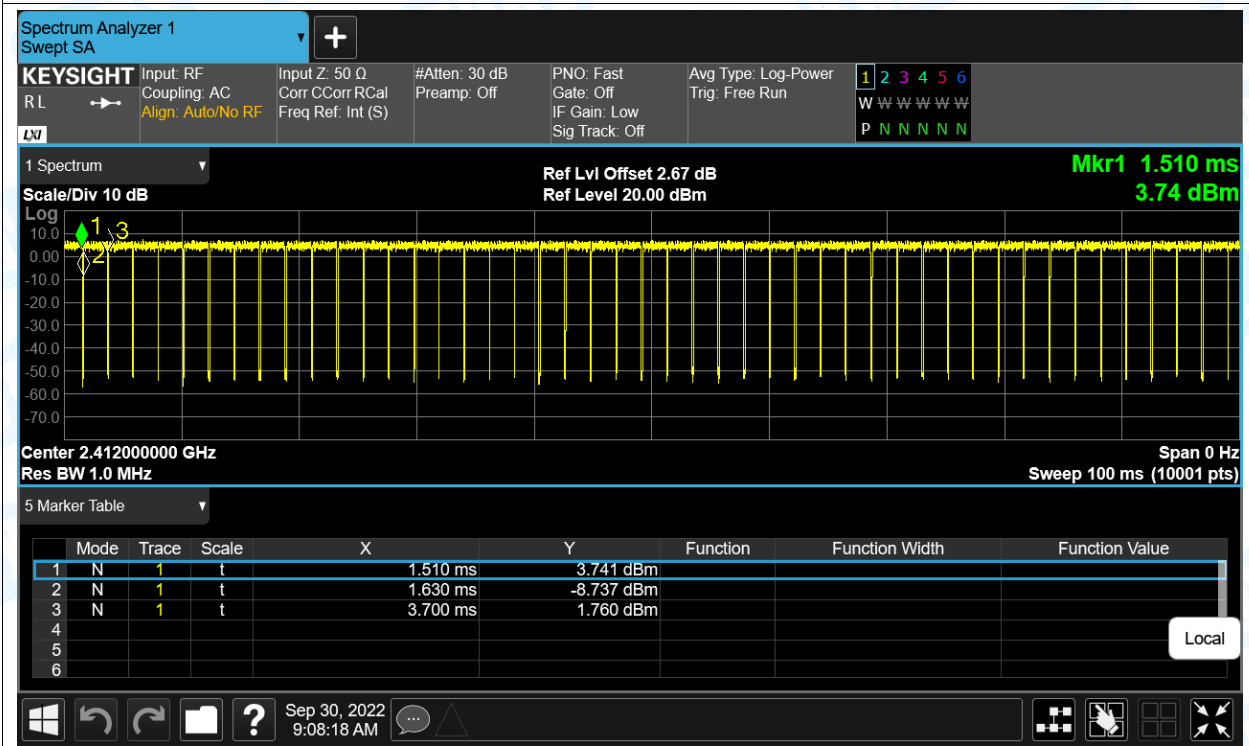 Spectrum Analyzer 1
Swept SA
+
KEYSIGHT Input: RF Input Z: 50 Ω #Atten: 30 dB PNO: Fast Avg Type: Log-Power 1 2 3 4 5 6
R L Coupling: AC Corr CCorr RCal Preamp: Off Gate: Off Trig: Free Run W W W W W W
Align: Auto/No RF Freq Ref: Int (S) IF Gain: Low P N N N N N
LXI Sig Track: Off
1 Spectrum Ref Lvl Offset 2.67 dB Mkr1 1.510 ms
Scale/Div 10 dB Ref Level 20.00 dBm 3.74 dBm
Log
1 3
10.0
2
0.00
-10.0
-20.0
-30.0
-40.0
-50.0
-60.0
-70.0
Center 2.412000000 GHz Span 0 Hz
Res BW 1.0 MHz Sweep 100 ms (10001 pts)
5 Marker Table
Mode Trace Scale X Y Function Function Width Function Value
1 N 1 t 1.510 ms 3.741 dBm
2 N 1 t 1.630 ms -8.737 dBm
3 N 1 t 3.700 ms 1.760 dBm
4
5
6
Local
? Sep 30, 2022
9:08:18 AM